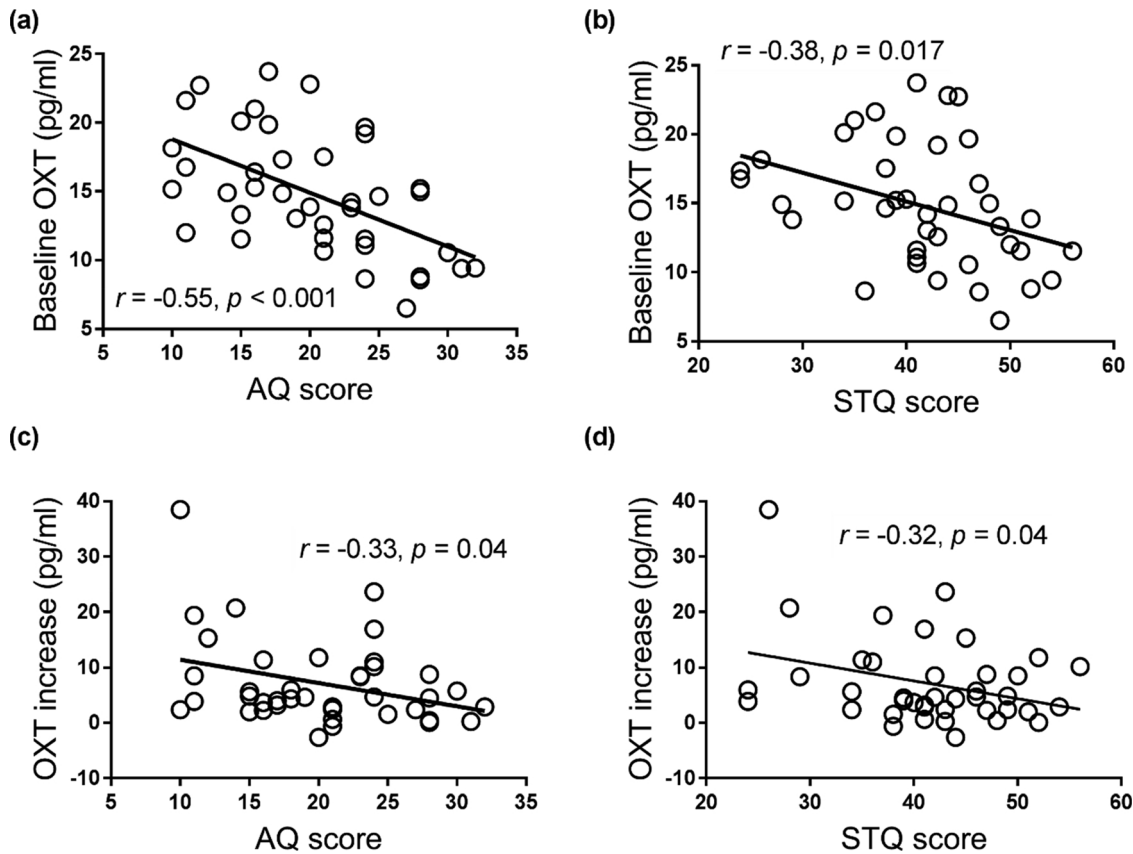 (a)
r = -0.55, p < 0.001
Baseline OXT (pg/ml)
25
20
15
10
5
5 10 15 20 25 30 35
AQ score
(b)
r = -0.38, p = 0.017
Baseline OXT (pg/ml)
25
20
15
10
5
20 30 40 50 60
STQ score
(c)
r = -0.33, p = 0.04
OXT increase (pg/ml)
40
30
20
10
0
-10
5 10 15 20 25 30 35
AQ score
(d)
r = -0.32, p = 0.04
OXT increase (pg/ml)
40
30
20
10
0
-10
20 30 40 50 60
STQ score